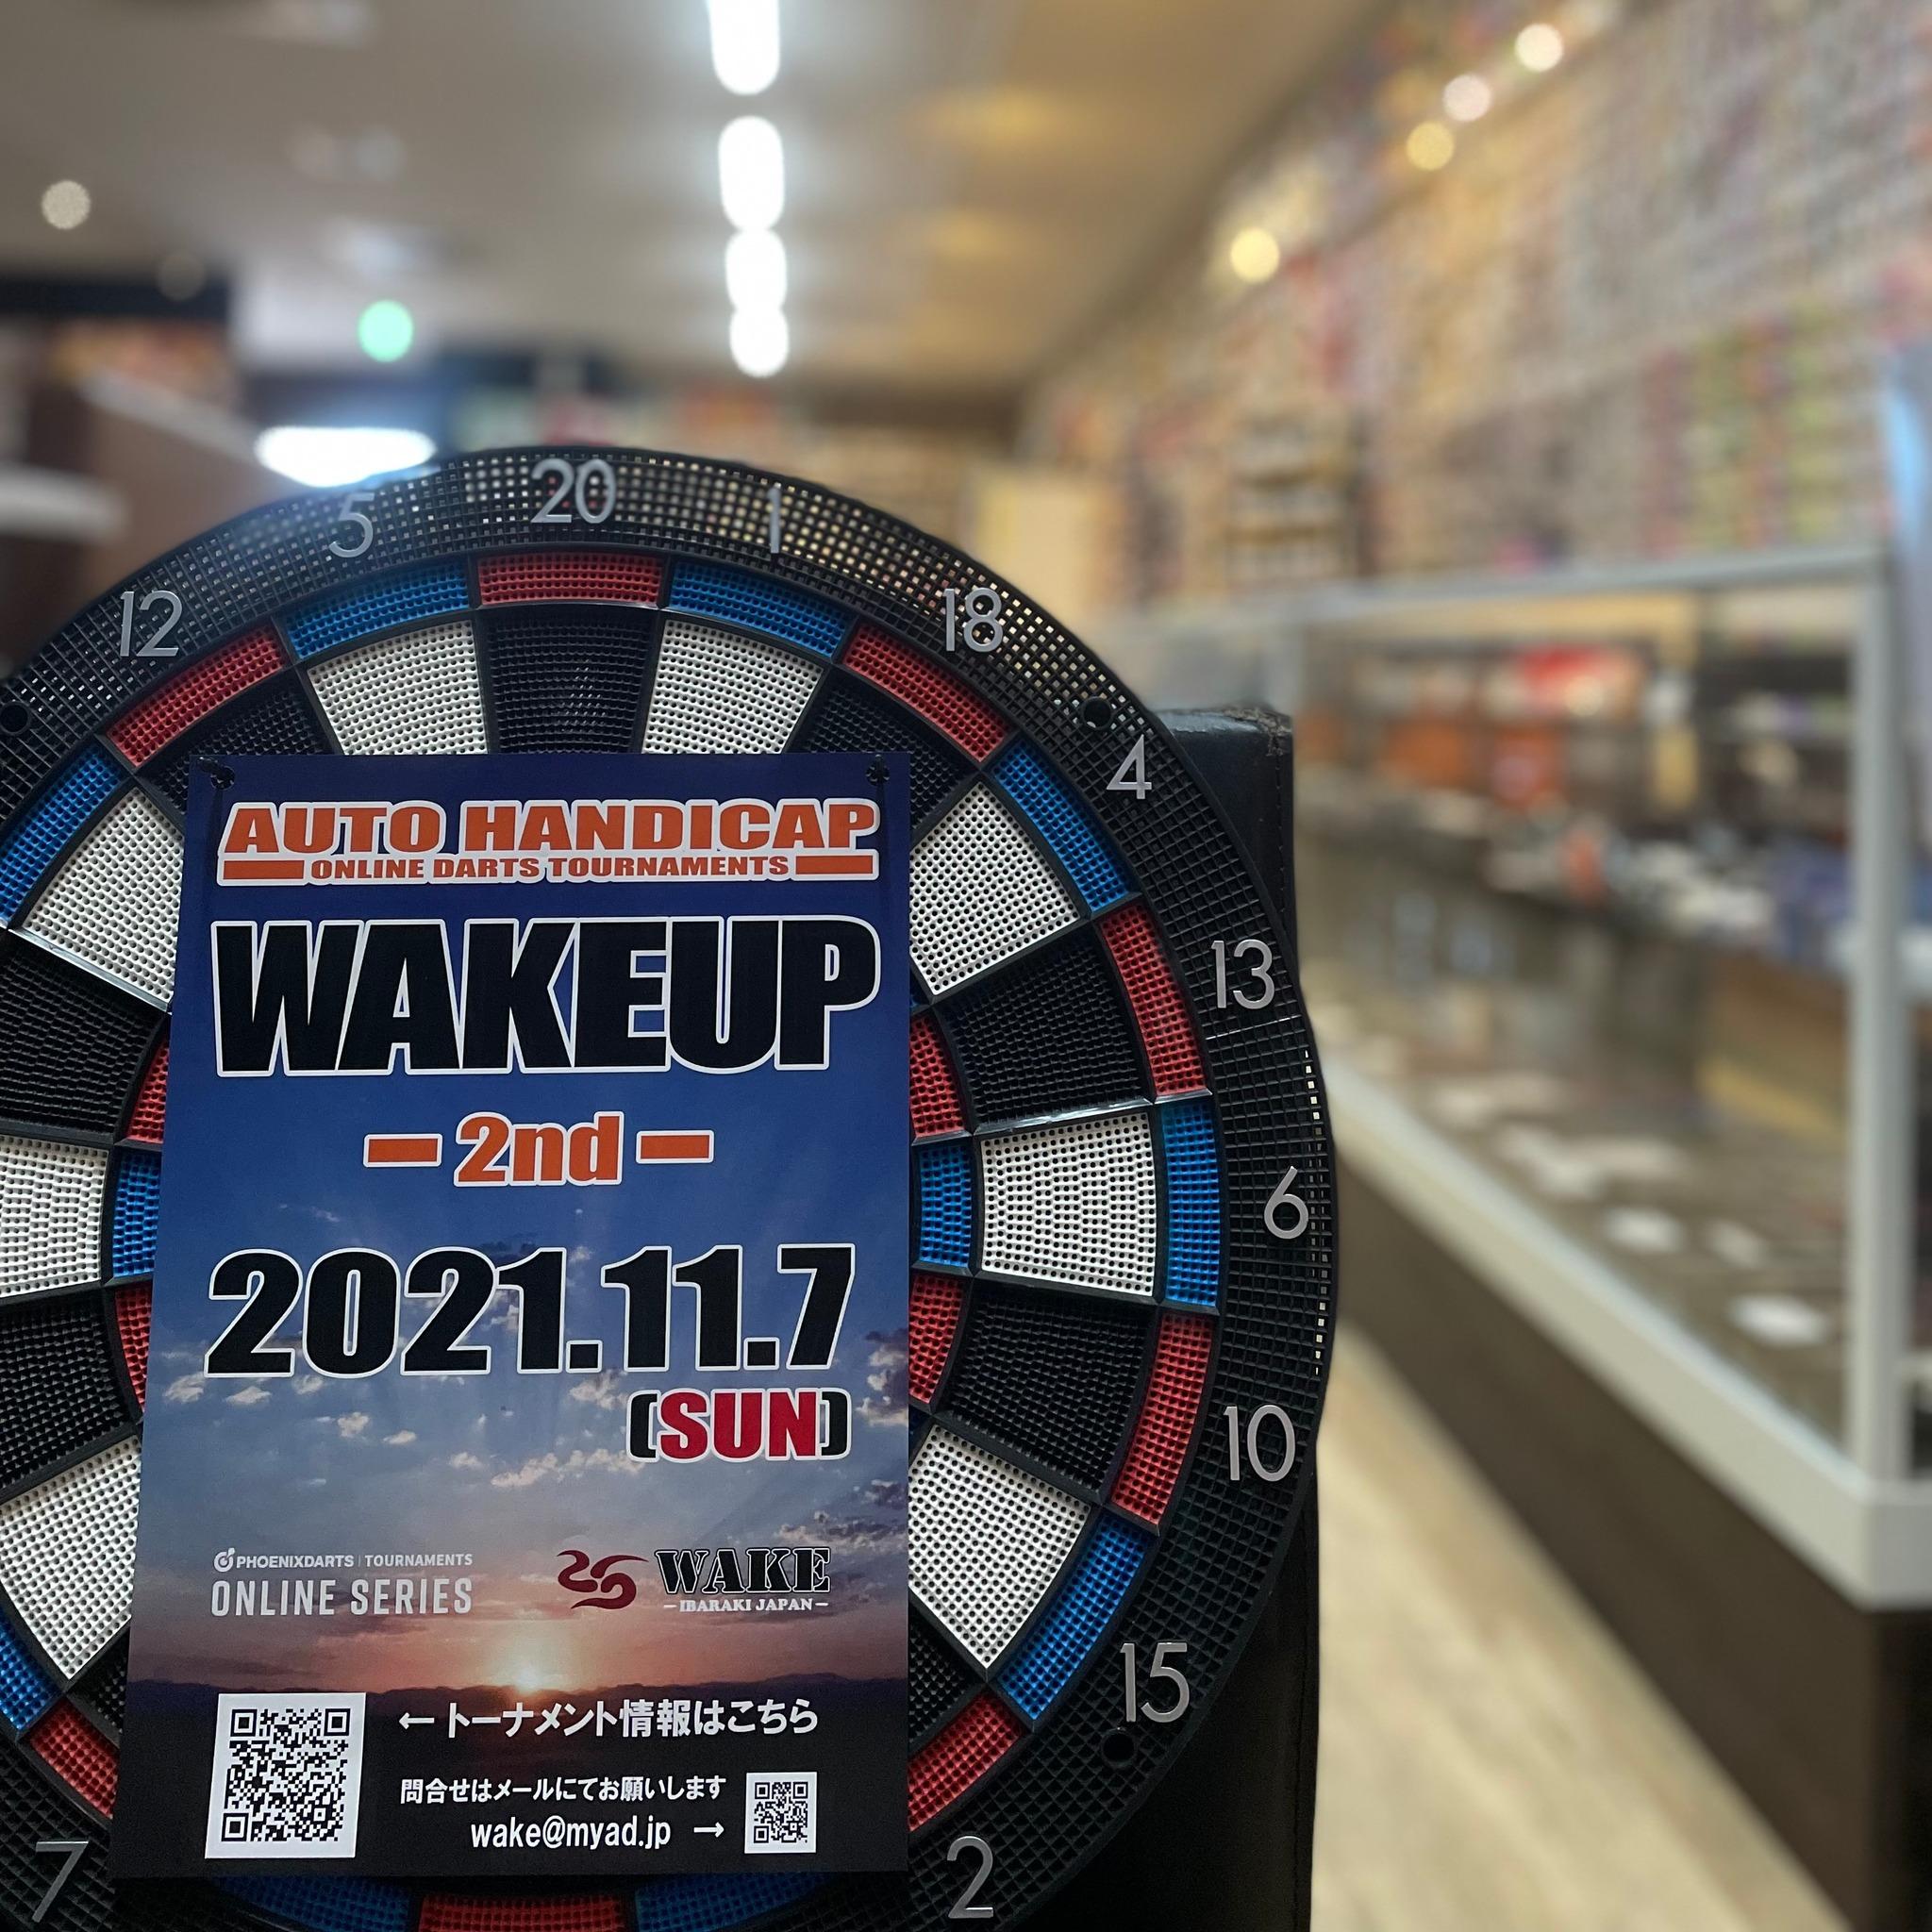 5
20
1
12
18
4
13
6
10
15
2
7
AUTO HANDICAP
ONLINE DARTS TOURNAMENTS
WAKEUP
-2nd-
2021.11.7
(SUN)
PHOENIXDARTS | TOURNAMENTS
ONLINE SERIES
WAKE
-IBARAKI JAPAN-
←トーナメント情報はこちら
問合せはメールにてお願いします
wake@myad.jp →